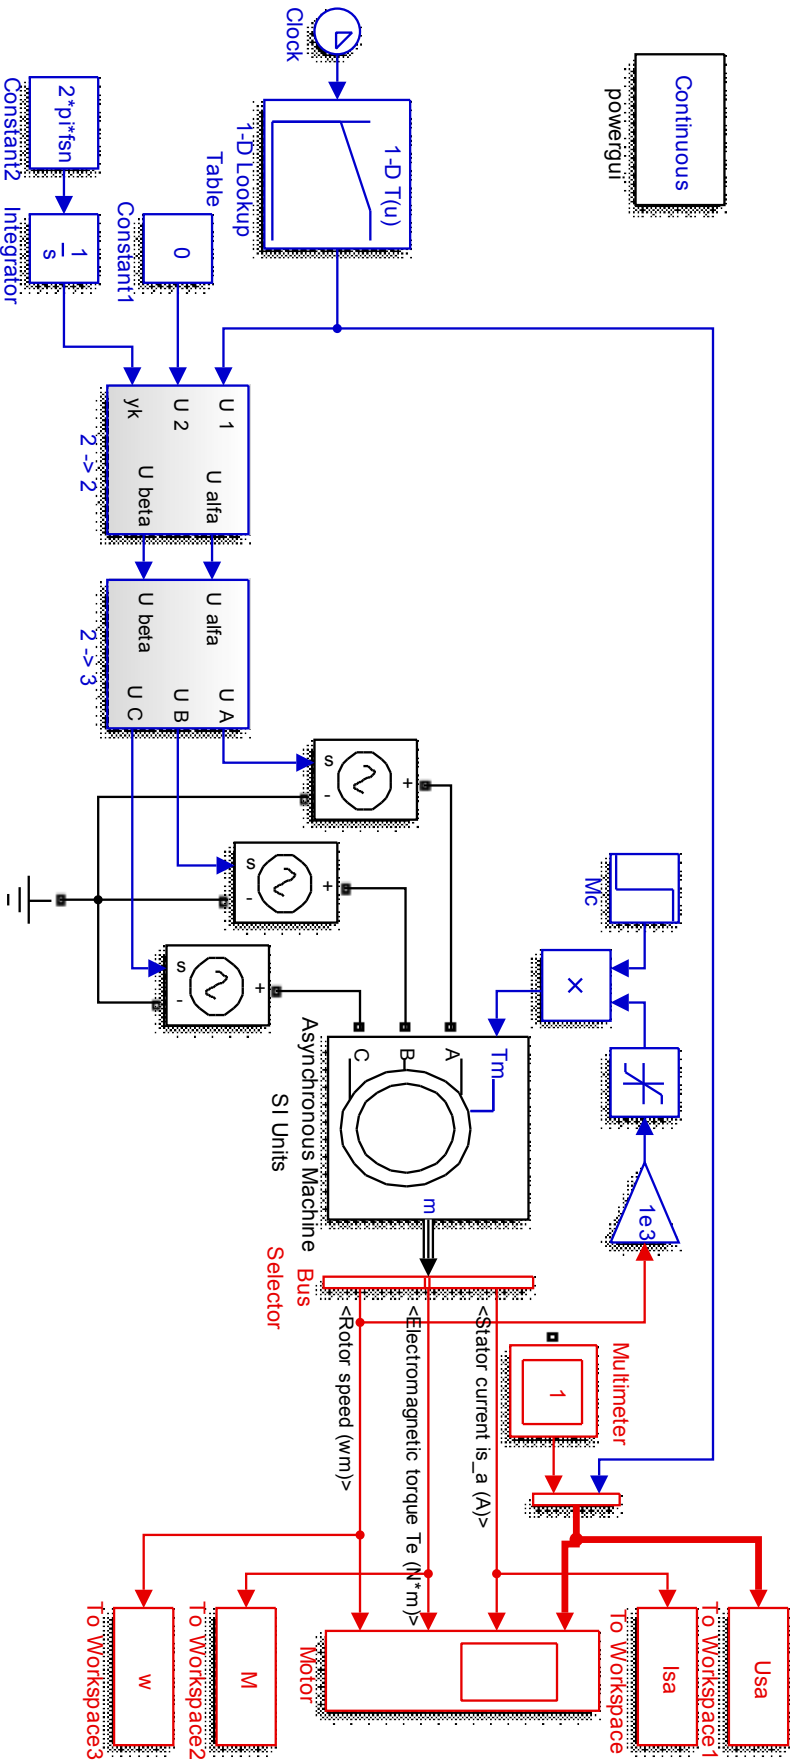 Continuous
powergui
Clock
1-D T(u)
1-D Lookup
Table
2*pi*fsn
Constant2
1
s
Integrator
0
Constant1
U 1
U 2
yk
U alfa
U beta
2 -> 2
U alfa
U beta
U A
U B
U C
2 -> 3
s
+
-
s
+
-
s
+
-
Mc
×
1e3
Tm
A
B
C
m
Asynchronous Machine
SI Units
Bus
Selector
<Stator current is_a (A)>
<Electromagnetic torque Te (N*m)>
<Rotor speed (wm)>
Multimeter
1
Usa
To Workspace1
Isa
To Workspace
Motor
M
To Workspace2
w
To Workspace3